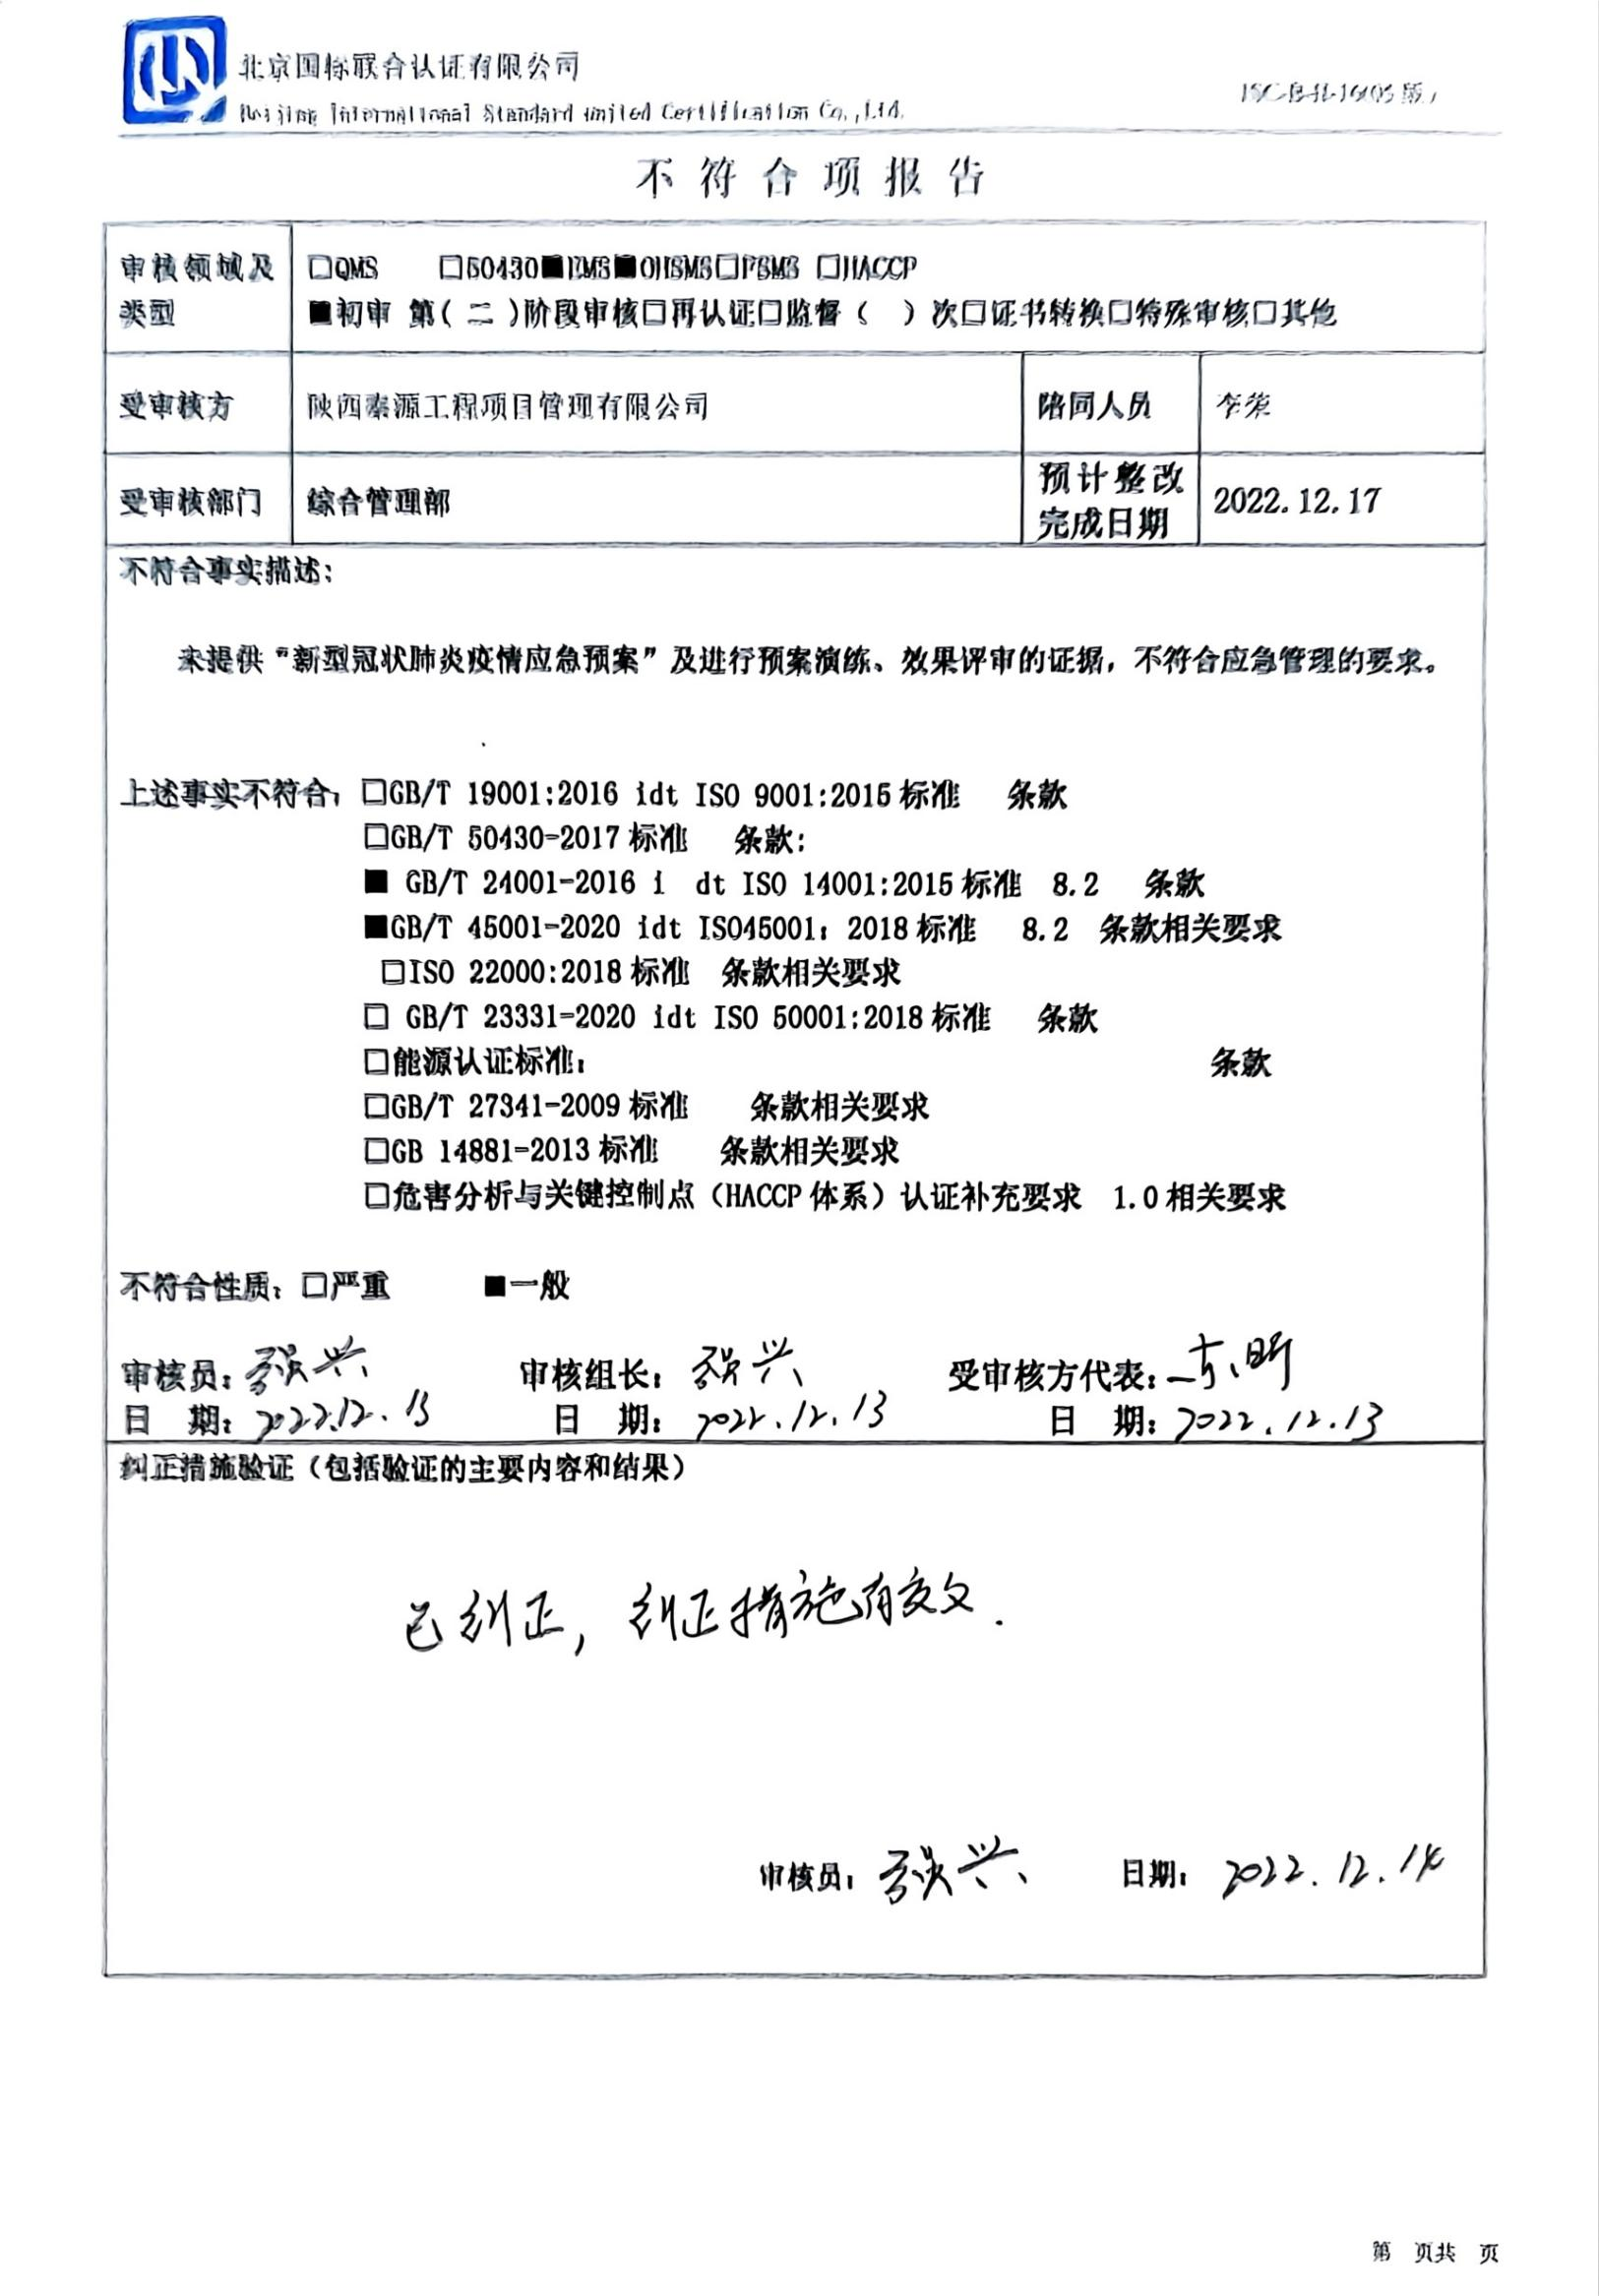 北京国标联合认证有限公司
Beijing International Standard united Certification Co.,Ltd.
不符合项报告
审核领域及类型
□QMS □50430■EMS■OHSMS□FSMS □HACCP
■初审 第(二)阶段审核□再认证□监督( )次□证书转换□特殊审核□其他
受审核方 陕西秦源工程项目管理有限公司 陪同人员
受审核部门 综合管理部 预计整改完成日期 2022.12.17
不符合事实描述：
未提供“新型冠状肺炎疫情应急预案”及进行预案演练、效果评审的证据，不符合应急管理的要求。
上述事实不符合：□GB/T 19001:2016 idt ISO 9001:2015标准 条款
□GB/T 50430-2017标准 条款：
■ GB/T 24001-2016 i dt ISO 14001:2015标准 8.2 条款
■GB/T 45001-2020 idt ISO45001：2018标准 8.2 条款相关要求
□ISO 22000:2018标准 条款相关要求
□ GB/T 23331-2020 idt ISO 50001:2018标准 条款
□能源认证标准： 条款
□GB/T 27341-2009标准 条款相关要求
□GB 14881-2013标准 条款相关要求
□危害分析与关键控制点（HACCP体系）认证补充要求 1.0相关要求
不符合性质：□严重 ■一般
审核员： 审核组长： 受审核方代表：
日 期：2022.12.13 日 期：2022.12.13 日 期：2022.12.13
纠正措施验证（包括验证的主要内容和结果）
已纠正，纠正措施有效.
审核员： 日期：2022.12.14
第 页共 页